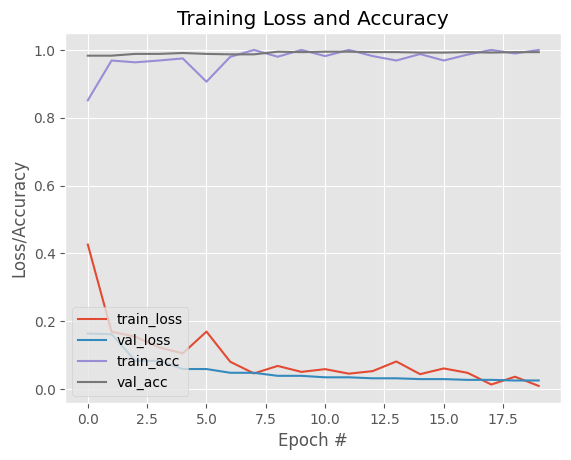 Training Loss and Accuracy
1.0
0.8
0.6
0.4
0.2
0.0
Loss/Accuracy
train_loss
val_loss
train_acc
val_acc
0.0 2.5 5.0 7.5 10.0 12.5 15.0 17.5
Epoch #